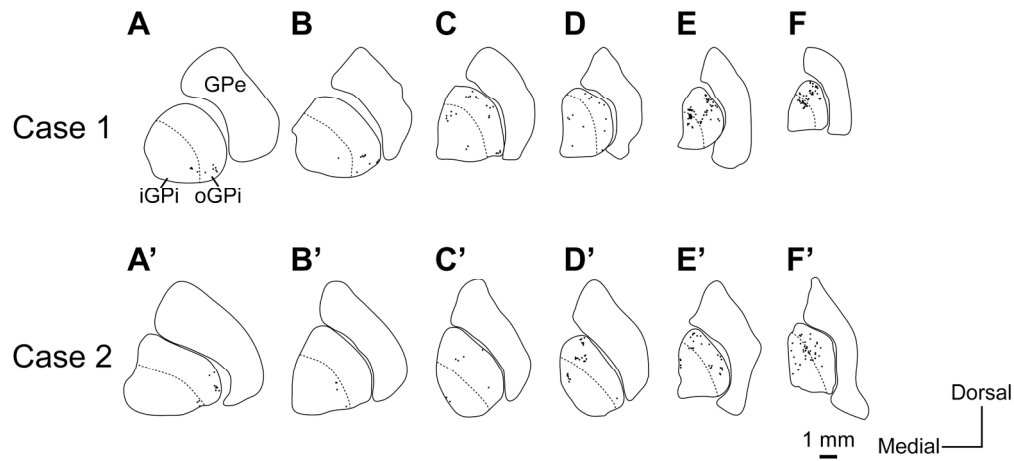 A B C D E F
GPe
Case 1
iGPi oGPi
A’ B’ C’ D’ E’ F’
Case 2
Dorsal
1 mm
Medial